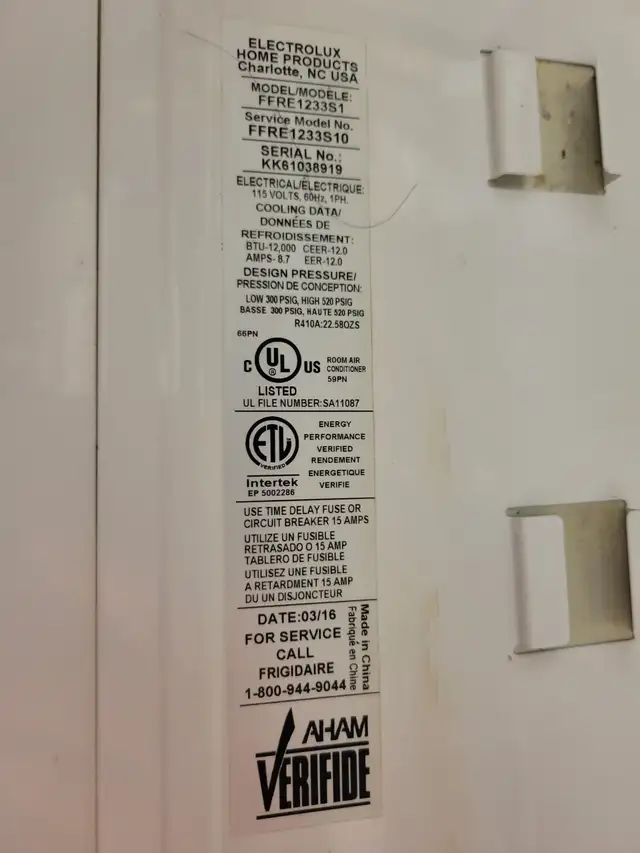 ELECTROLUX
HOME PRODUCTS
Charlotte, NC USA
MODEL/MODÈLE:
FFRE1233S1
Service Model No.
FFRE1233S10
SERIAL No.:
KK61038919
ELECTRICAL/ÉLECTRIQUE:
115 VOLTS, 60Hz, 1PH.
COOLING DATA/
DONNÉES DE
REFROIDISSEMENT:
BTU-12,000 CEER-12.0
AMPS- 8.7 EER-12.0
DESIGN PRESSURE/
PRESSION DE CONCEPTION:
LOW 300 PSIG, HIGH 520 PSIG
BASSE 300 PSIG, HAUTE 520 PSIG
R410A:22.58OZS
66PN
C UL ® US
LISTED
ROOM AIR
CONDITIONER
59PN
UL FILE NUMBER:SA11087
ETL
VERIFIED
Intertek
EP 5002286
ENERGY
PERFORMANCE
VERIFIED
RENDEMENT
ENERGETIQUE
VERIFIE
USE TIME DELAY FUSE OR
CIRCUIT BREAKER 15 AMPS
UTILIZE UN FUSIBLE
RETRASADO O 15 AMP
TABLERO DE FUSIBLE
UTILISEZ UNE FUSIBLE
A RETARDMENT 15 AMP
DU UN DISJONCTEUR
DATE:03/16
FOR SERVICE
CALL
FRIGIDAIRE
1-800-944-9044
Made in China
Fabriqué en Chine
AHAM
VERIFIDE